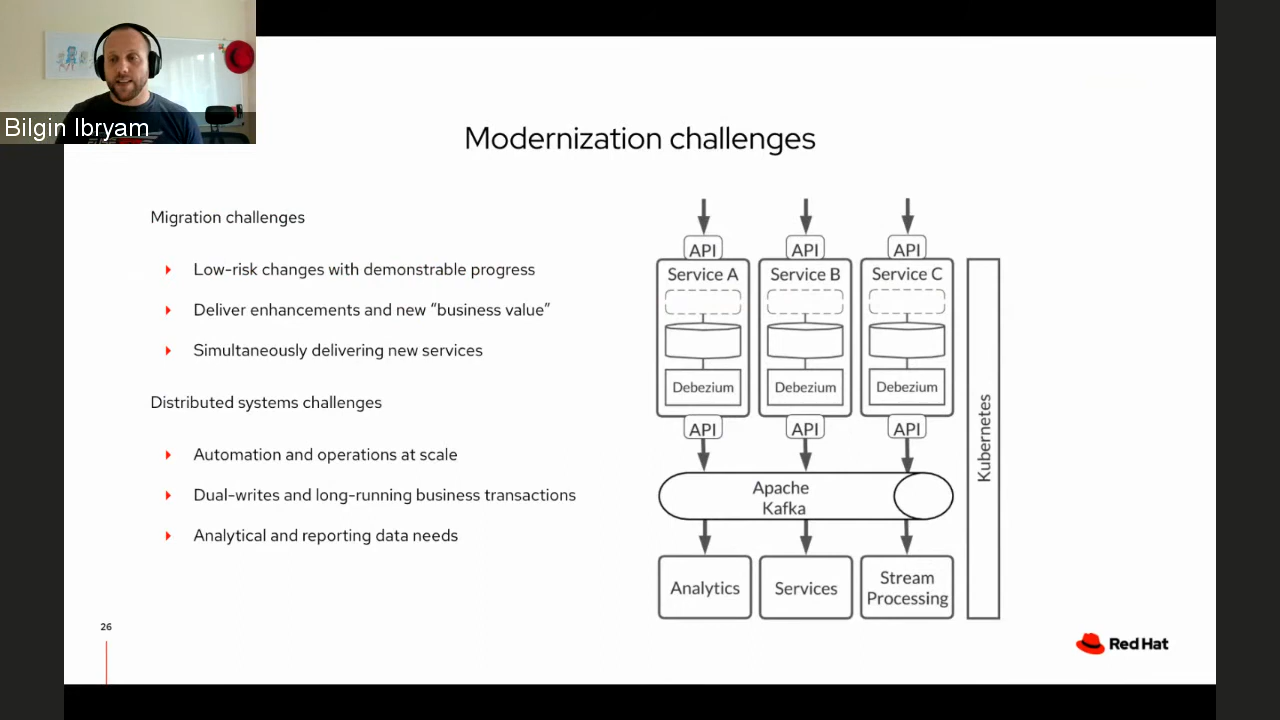 Bilgin Ibryam
Modernization challenges
Migration challenges
Low-risk changes with demonstrable progress
Deliver enhancements and new “business value”
Simultaneously delivering new services
Distributed systems challenges
Automation and operations at scale
Dual-writes and long-running business transactions
Analytical and reporting data needs
API
API
API
Service A
Service B
Service C
Debezium
Debezium
Debezium
API
API
API
Kubernetes
Apache
Kafka
Analytics
Services
Stream
Processing
26
Red Hat